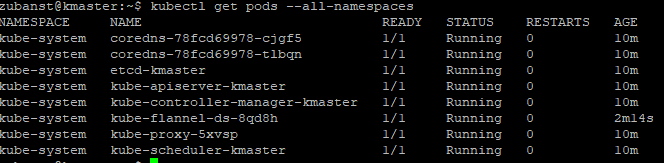 zubanst@kmaster:~$ kubectl get pods --all-namespaces
NAMESPACE NAME READY STATUS RESTARTS AGE
kube-system coredns-78fcd69978-cjgf5 1/1 Running 0 10m
kube-system coredns-78fcd69978-tlbqn 1/1 Running 0 10m
kube-system etcd-kmaster 1/1 Running 0 10m
kube-system kube-apiserver-kmaster 1/1 Running 0 10m
kube-system kube-controller-manager-kmaster 1/1 Running 0 10m
kube-system kube-flannel-ds-8qd8h 1/1 Running 0 2m14s
kube-system kube-proxy-5xvsp 1/1 Running 0 10m
kube-system kube-scheduler-kmaster 1/1 Running 0 10m